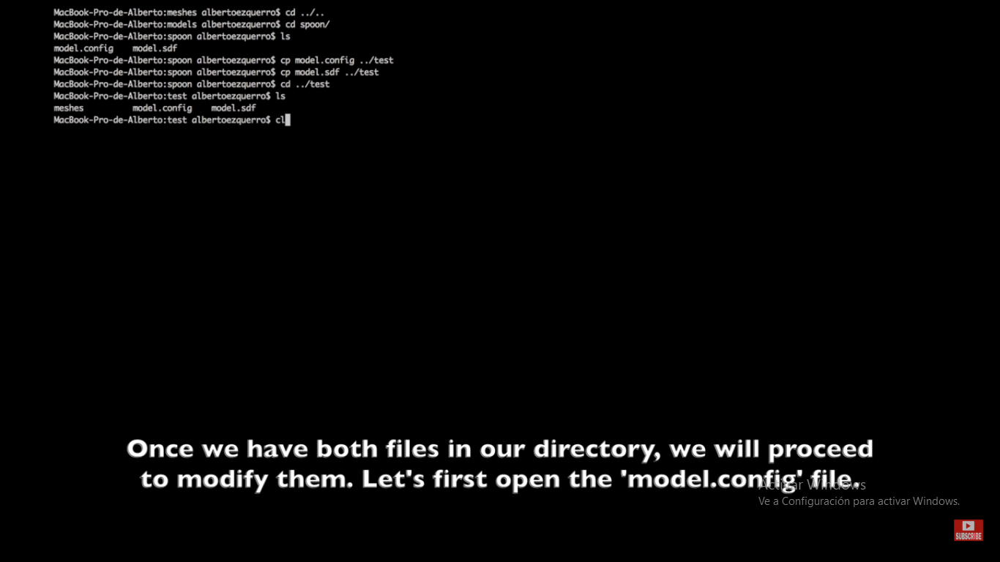 MacBook-Pro-de-Alberto:meshes albertoezquerro$ cd ../..
MacBook-Pro-de-Alberto:models albertoezquerro$ cd spoon/
MacBook-Pro-de-Alberto:spoon albertoezquerro$ ls
model.config    model.sdf
MacBook-Pro-de-Alberto:spoon albertoezquerro$ cp model.config ../test
MacBook-Pro-de-Alberto:spoon albertoezquerro$ cp model.sdf ../test
MacBook-Pro-de-Alberto:spoon albertoezquerro$ cd ../test
MacBook-Pro-de-Alberto:test albertoezquerro$ ls
meshes          model.config    model.sdf
MacBook-Pro-de-Alberto:test albertoezquerro$ cl
Once we have both files in our directory, we will proceed
to modify them. Let's first open the 'model.config' file.
Activar Windows
Ve a Configuración para activar Windows.
SUBSCRIBE